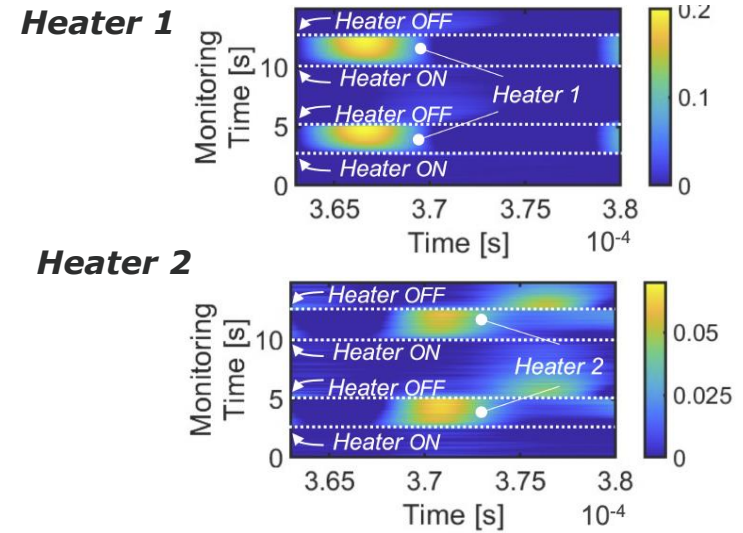 Heater 1
Heater OFF
Heater ON
Heater OFF
Heater ON
Heater 1
Monitoring
Time [s]
10
5
0
3.65 3.7 3.75 3.8
Time [s]
10-4
0.2
0.1
0
Heater 2
Heater OFF
Heater ON
Heater OFF
Heater ON
Heater 2
Monitoring
Time [s]
10
5
0
3.65 3.7 3.75 3.8
Time [s]
10-4
0.05
0.025
0